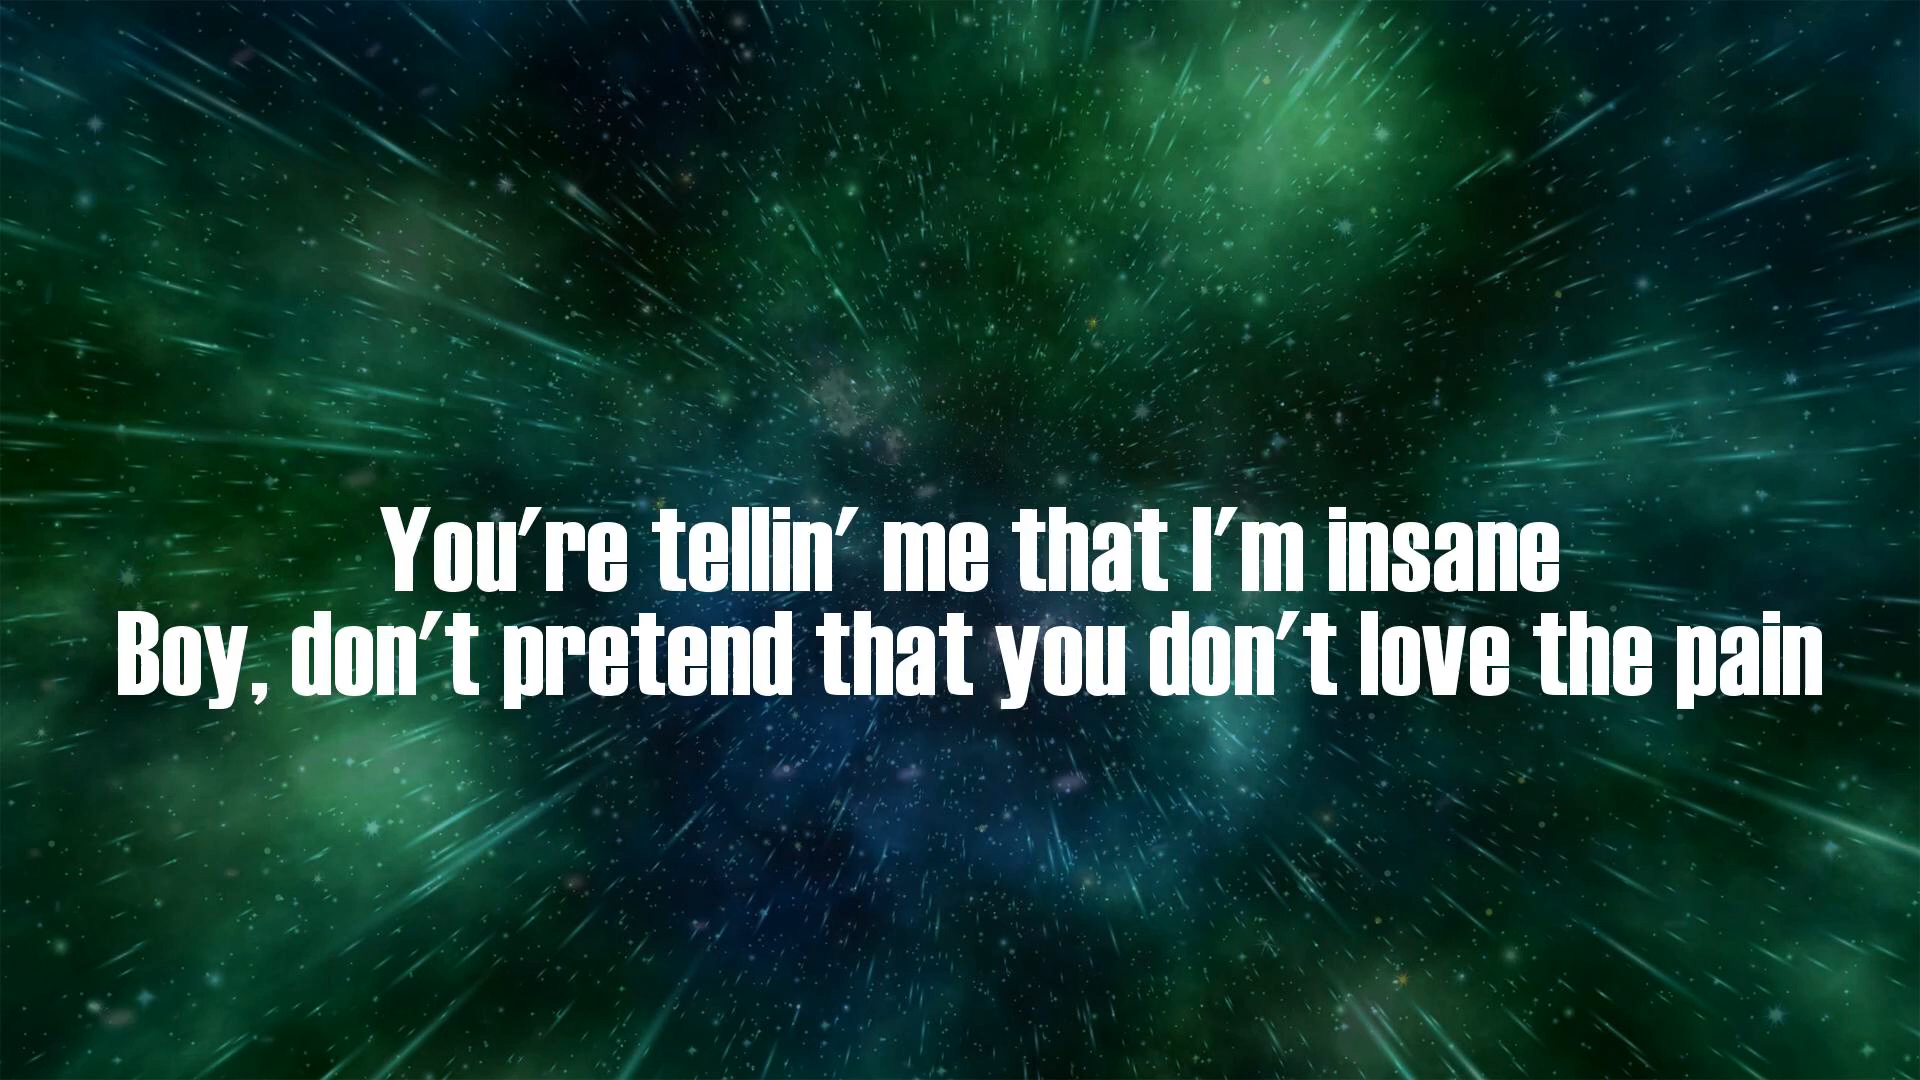 You're tellin' me that I'm insane
Boy, don't pretend that you don't love the pain